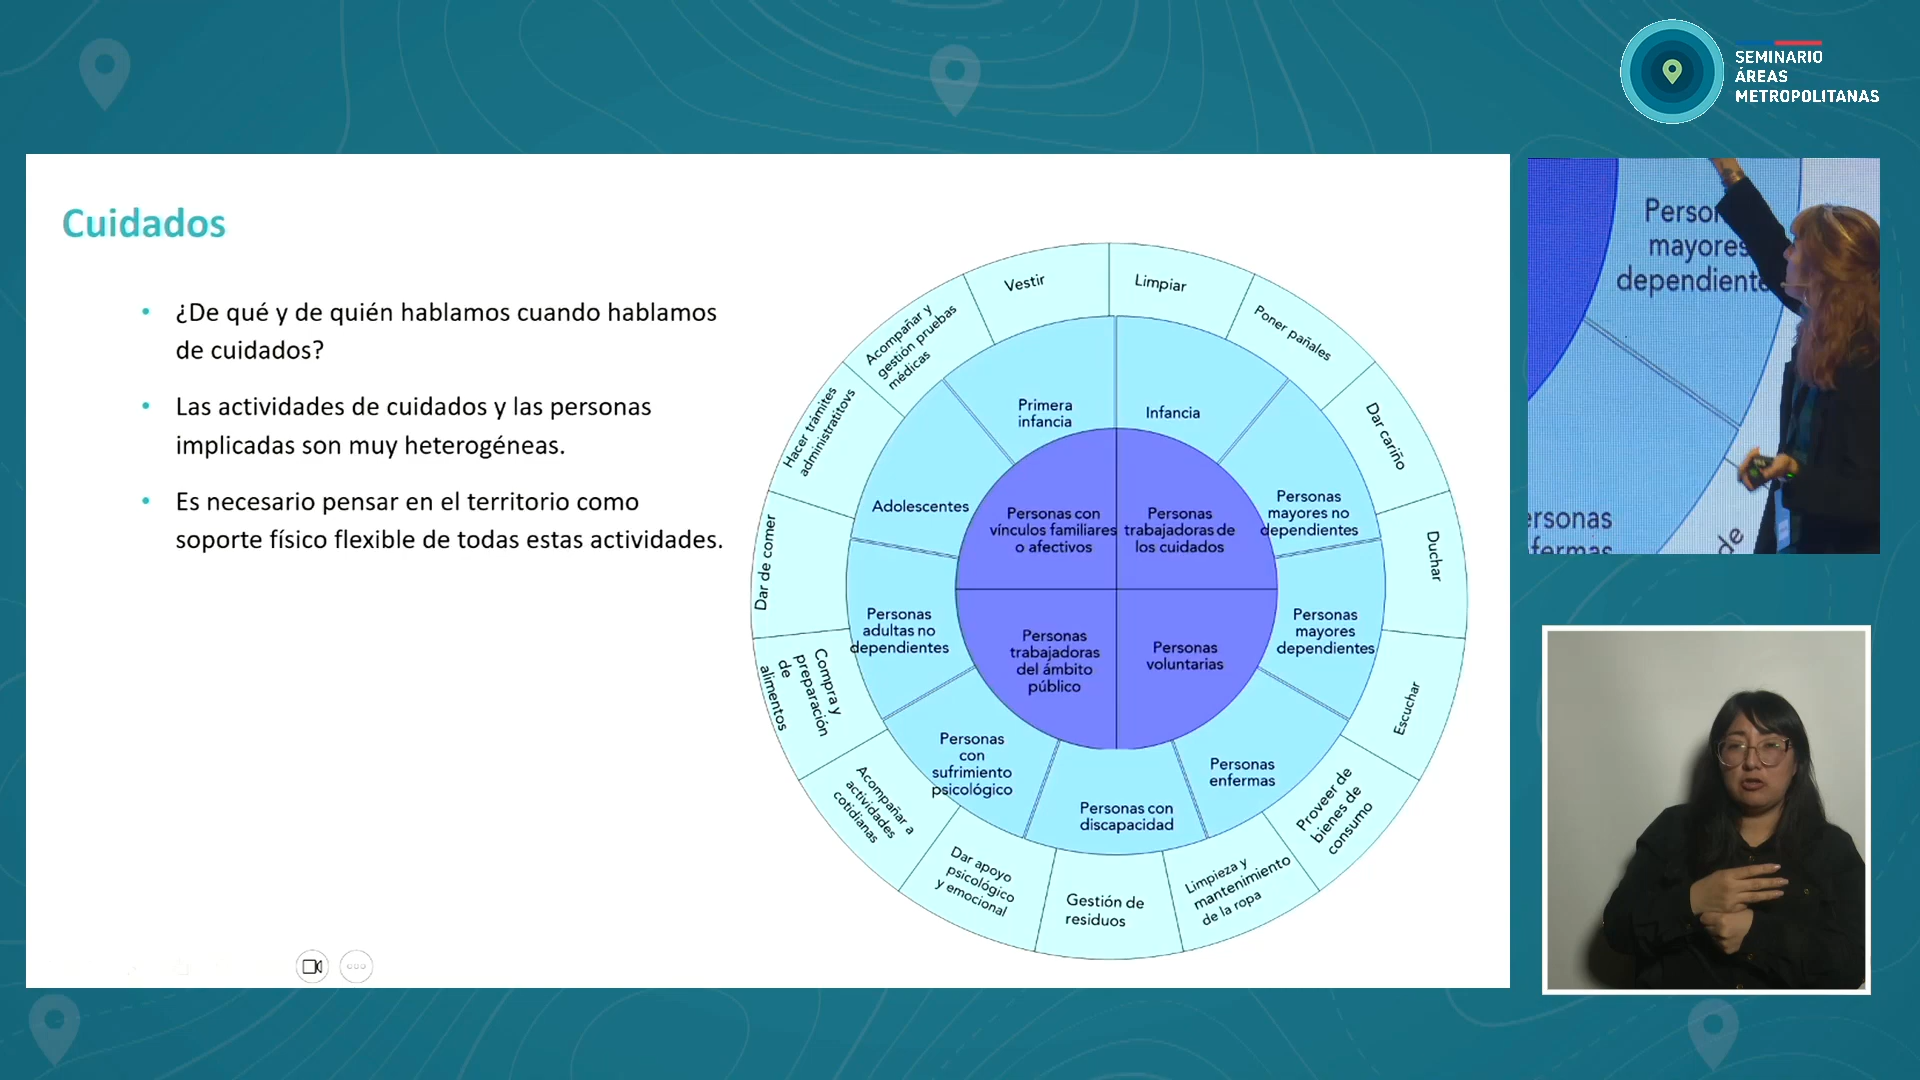 SEMINARIO
ÁREAS
METROPOLITANAS
Cuidados
• ¿De qué y de quién hablamos cuando hablamos
de cuidados?
• Las actividades de cuidados y las personas
implicadas son muy heterogéneas.
• Es necesario pensar en el territorio como
soporte físico flexible de todas estas actividades.
Vestir
Limpiar
Poner pañales
Dar cariño
Duchar
Escuchar
Proveer de
bienes de
consumo
Limpieza y
mantenimiento
de la ropa
Gestión de
residuos
Dar apoyo
psicológico
y emocional
Acompañar a
actividades
cotidianas
Compra y
preparación
de
alimentos
Dar de comer
Hacer trámites
administratitovs
Acompañar y
gestión pruebas
médicas
Primera
infancia
Infancia
Personas
mayores no
dependientes
Personas
mayores
dependientes
Personas
enfermas
Personas con
discapacidad
Personas
con
sufrimiento
psicológico
Personas
adultas no
dependientes
Adolescentes
Personas con
vínculos familiares
o afectivos
Personas
trabajadoras de
los cuidados
Personas
trabajadoras
del ámbito
público
Personas
voluntarias
Perso
mayores
dependient
ersonas
fermas
de